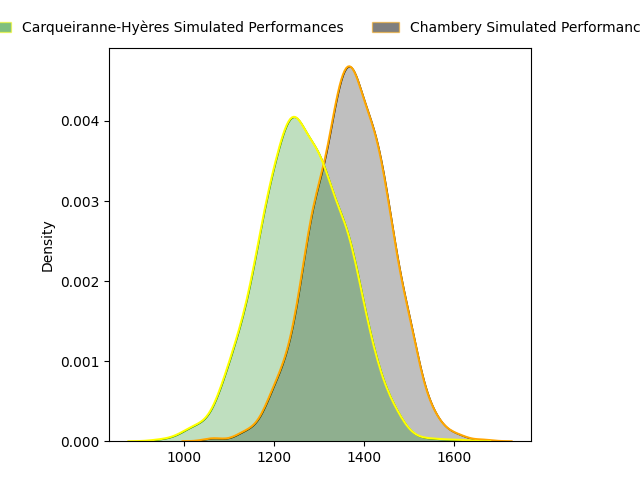 Carqueiranne-Hyères Simulated Performances
Chambery Simulated Performanc
0.004
0.003
0.002
0.001
0.000
Density
1000 1200 1400 1600